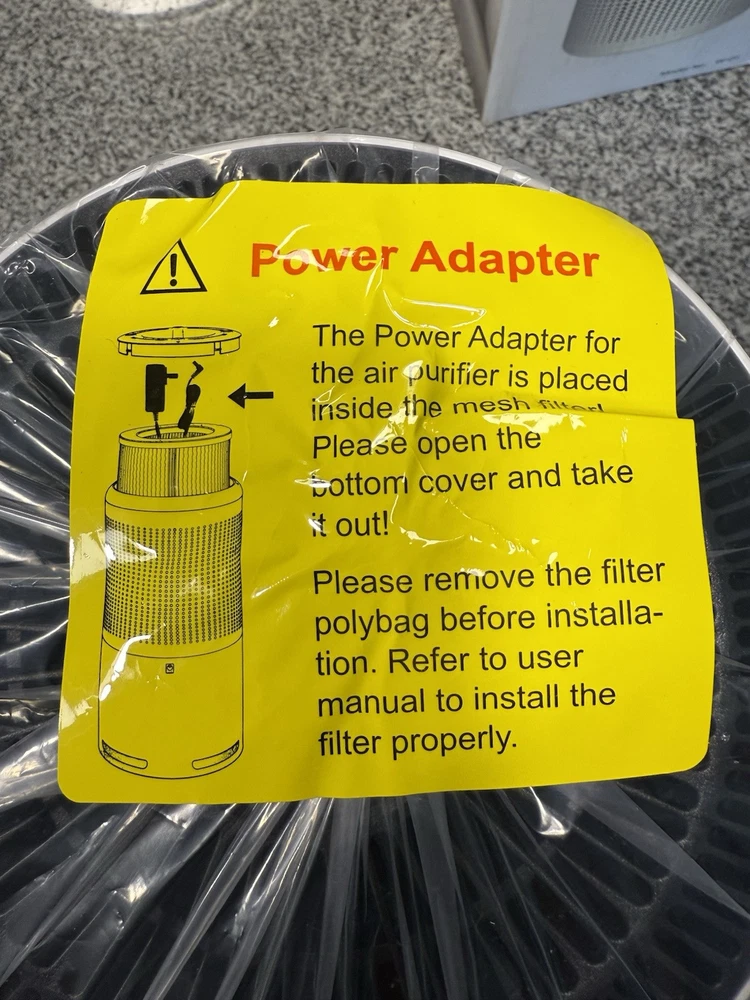 Power Adapter
The Power Adapter for
the air purifier is placed
inside the mesh filter!
Please open the
bottom cover and take
it out!
Please remove the filter
polybag before installa-
tion. Refer to user
manual to install the
filter properly.